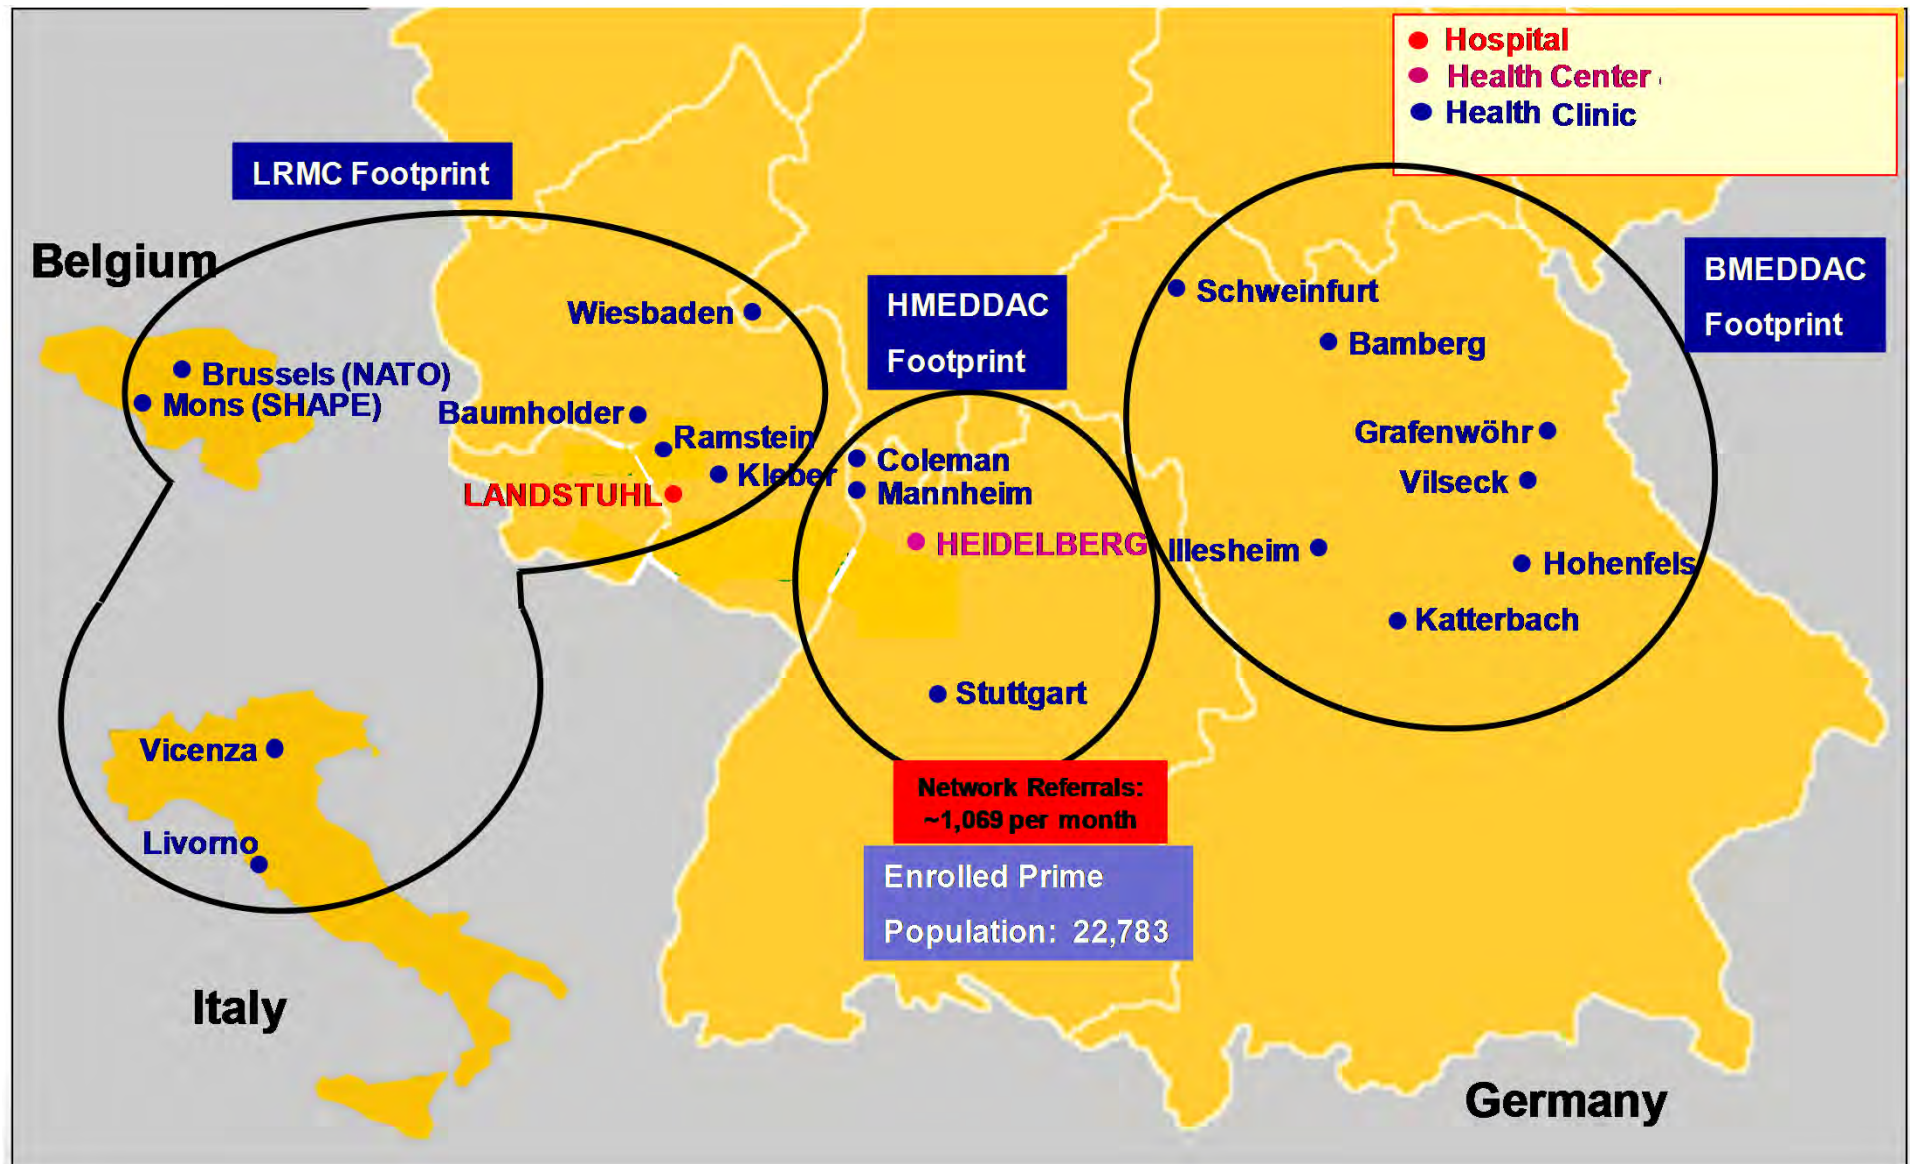 Hospital
Health Center
Health Clinic
LRMC Footprint
Belgium
BMEDDAC
Footprint
HMEDDAC
Footprint
Wiesbaden
Schweinfurt
Bamberg
Brussels (NATO)
Mons (SHAPE)
Baumholder
Ramstein
Kleber
LANDSTUHL
Coleman
Mannheim
HEIDELBERG
Grafenwöhr
Vilseck
Illesheim
Hohenfels
Katterbach
Stuttgart
Vicenza
Livorno
Network Referrals:
~1,069 per month
Enrolled Prime
Population: 22,783
Italy
Germany